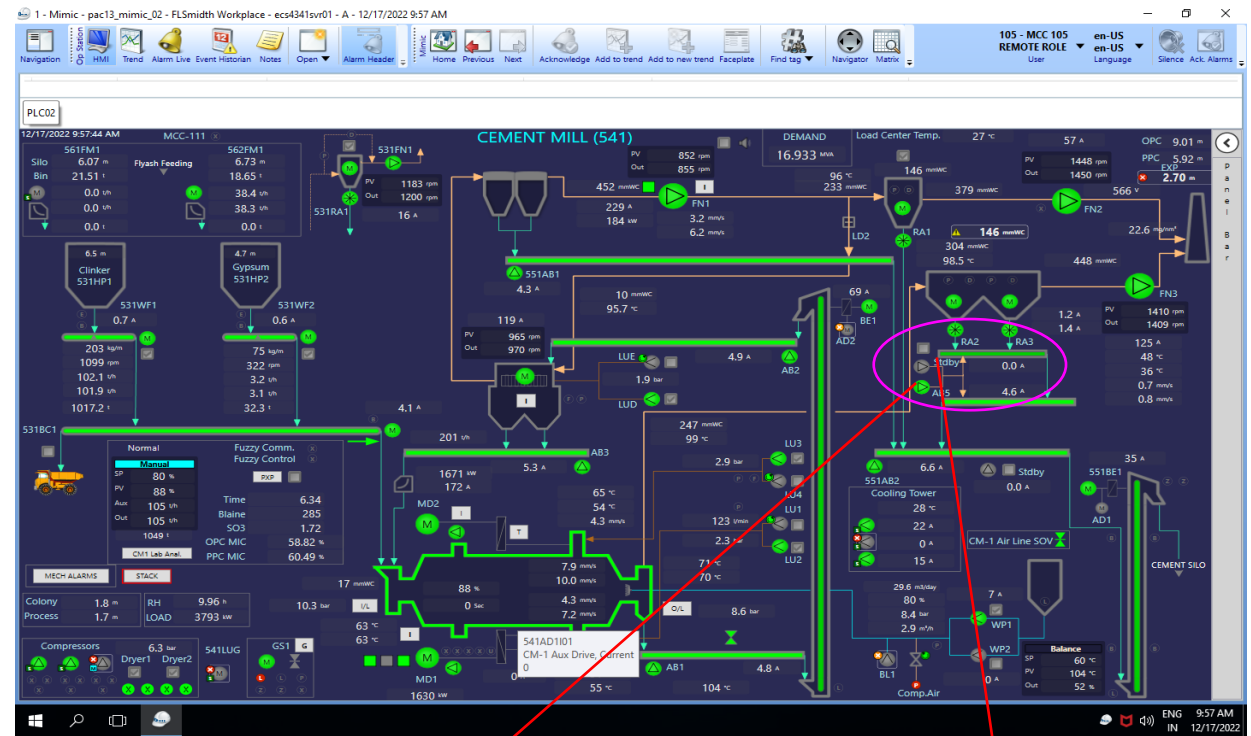 1 - Mimic - pac13_mimic_02 - FLSmidth Workplace - ecs4341svr01 - A - 12/17/2022 9:57 AM
Navigation Op Station HMI Trend Alarm Live Event Historian Notes Open Alarm Header Mimic Home Previous Next Acknowledge Add to trend Add to new trend Faceplate Find tag Navigator Matrix
105 - MCC 105 en-US
REMOTE ROLE en-US
User Language Silence Ack. Alarms
PLC02
12/17/2022 9:57:44 AM MCC-111
CEMENT MILL (541)
561FM1 562FM1
Silo 6.07 m Flyash Feeding 6.73 m
Bin 21.51 t 18.65 t
M 0.0 t/h M 38.4 t/h
0.0 t/h 38.3 t/h
0.0 t 0.0 t
531FN1
PV 1183 rpm
Out 1200 rpm
531RA1 16 A
PV 852 rpm
Out 855 rpm
452 mmWC I
FN1
229 A
184 kW
3.2 mm/s
6.2 mm/s
DEMAND
16.933 MVA
Load Center Temp. 27 °C
96 °C
233 mmWC
146 mmWC
379 mmWC
57 A
PV 1448 rpm
Out 1450 rpm
566 V
FN2
OPC 9.01 m
PPC 5.92 m
EXP
2.70 m
Panel Bar
22.6 mg/nm³
LD2
RA1
146 mmWC
304 mmWC
98.5 °C
448 mmWC
P D P D
M M
FN3
PV 1410 rpm
Out 1409 rpm
1.2 A
1.4 A
125 A
48 °C
36 °C
0.7 mm/s
0.8 mm/s
RA2 RA3
Stdby 0.0 A
AD5 4.6 A
6.5 m
Clinker
531HP1
4.7 m
Gypsum
531HP2
531WF1 531WF2
0.7 A 0.6 A
203 kg/m 75 kg/m
1099 rpm 322 rpm
102.1 t/h 3.2 t/h
101.9 t/h 3.1 t/h
1017.2 t 32.3 t
551AB1
4.3 A
10 mmWC
95.7 °C
119 A
PV 965 rpm
Out 970 rpm
LUE
1.9 bar
LUD
4.9 A
AB2
69 A
M
BE1
AD2
531BC1
4.1 A
201 t/h
AB3
5.3 A
247 mmWC
99 °C
Normal
Manual
SP 80 %
PV 88 %
Aux 105 t/h
Out 105 t/h
1049 t
CM1 Lab Anal.
Fuzzy Comm.
Fuzzy Control
PXP
Time 6.34
Blaine 285
SO3 1.72
OPC MIC 58.82 %
PPC MIC 60.49 %
1671 kW
172 A
MD2
M I T
65 °C
54 °C
4.3 mm/s
LU3
2.9 bar
LU4
LU1
123 l/min
2.3 bar
LU2
71 °C
70 °C
551AB2
6.6 A
Stdby
0.0 A
Cooling Tower
28 °C
22 A
0 A
15 A
35 A
551BE1
M
AD1
CM-1 Air Line SOV
CEMENT SILO
MECH ALARMS STACK
Colony 1.8 m RH 9.96 h
Process 1.7 m LOAD 3793 kW
17 mmWC
10.3 bar I/L
63 °C
63 °C
88 %
0 Sec
7.9 mm/s
10.0 mm/s
4.3 mm/s
7.2 mm/s
O/L 8.6 bar
29.6 m3/day
80 %
8.4 bar
2.9 m³/h
7 A
WP1
WP2
0 A
BL1
Comp.Air
Balance
SP 60 °C
PV 104 °C
Out 52 %
Compressors 6.3 bar
Dryer1 Dryer2
541LUG
GS1 G
M
MD1
1630 kW
541AD1I01
CM-1 Aux Drive, Current
0
AB1
4.8 A
55 °C 104 °C
ENG 9:57 AM
IN 12/17/2022